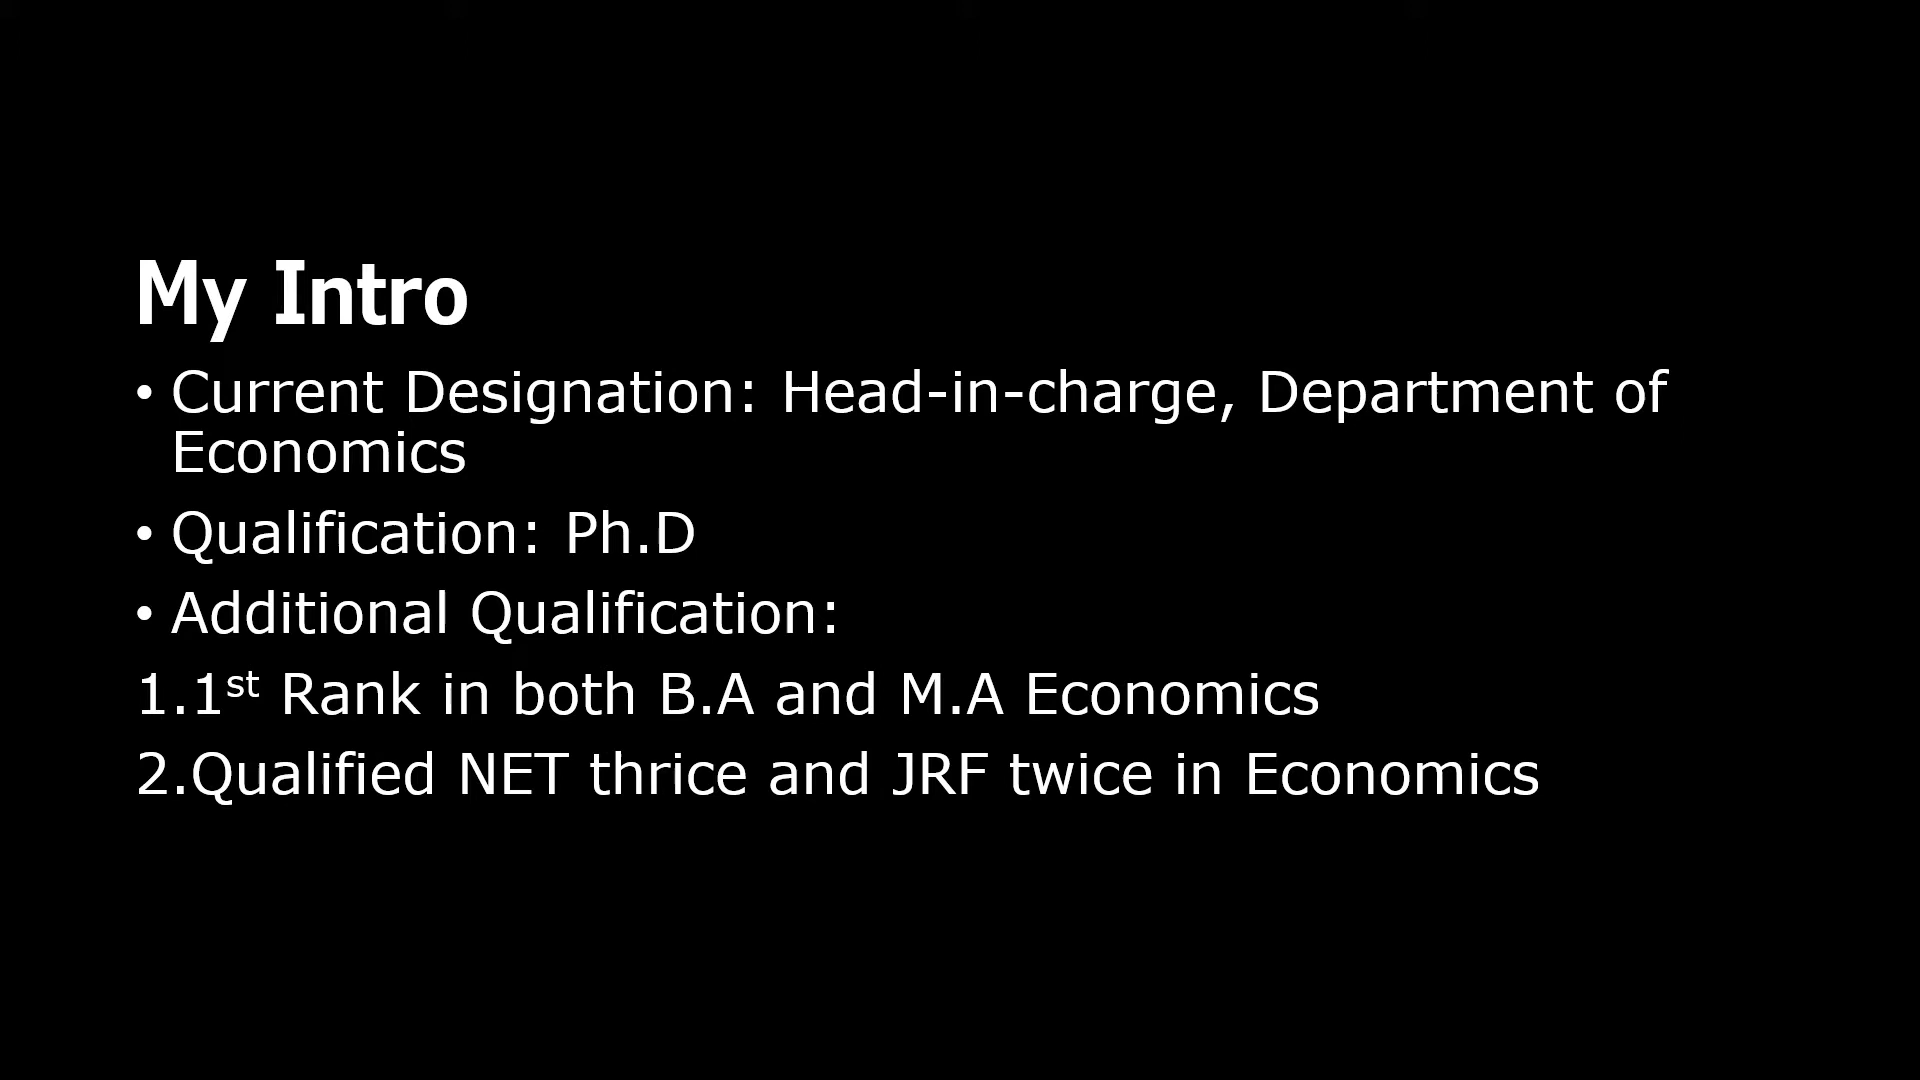 My Intro
• Current Designation: Head-in-charge, Department of
Economics
• Qualification: Ph.D
• Additional Qualification:
1.1st Rank in both B.A and M.A Economics
2.Qualified NET thrice and JRF twice in Economics